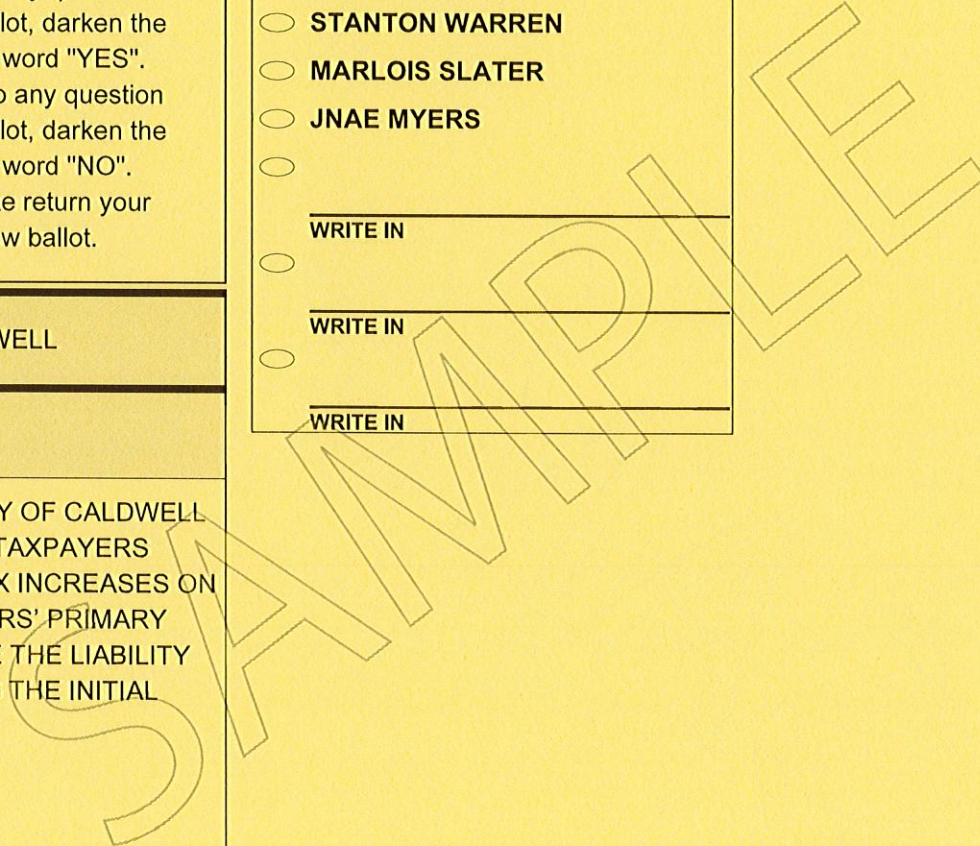 lot, darken the
word "YES".
o any question
lot, darken the
word "NO".
e return your
w ballot.
WELL
Y OF CALDWELL
TAXPAYERS
X INCREASES ON
RS' PRIMARY
E THE LIABILITY
THE INITIAL
STANTON WARREN
MARLOIS SLATER
JNAE MYERS
WRITE IN
WRITE IN
WRITE IN
SAMPLE